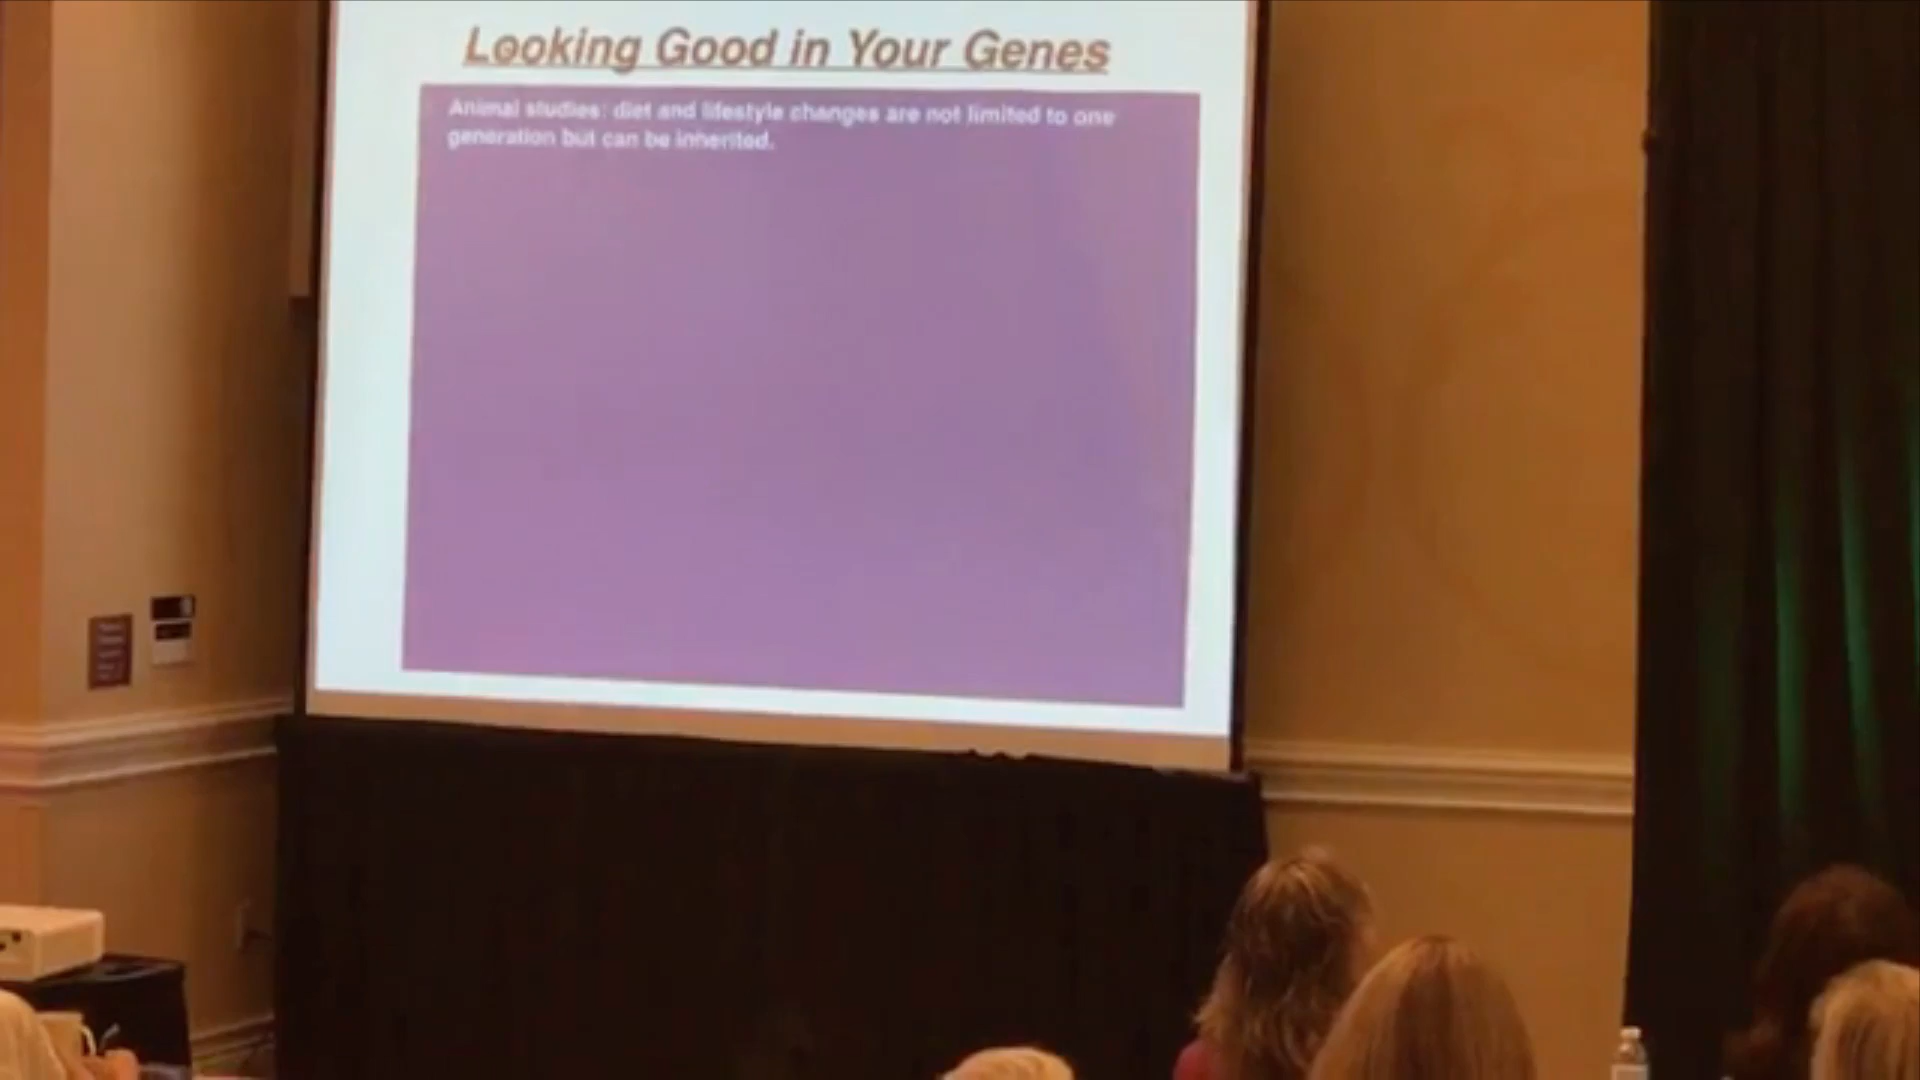 Looking Good in Your Genes
Animal studies: diet and lifestyle changes are not limited to one
generation but can be inherited.